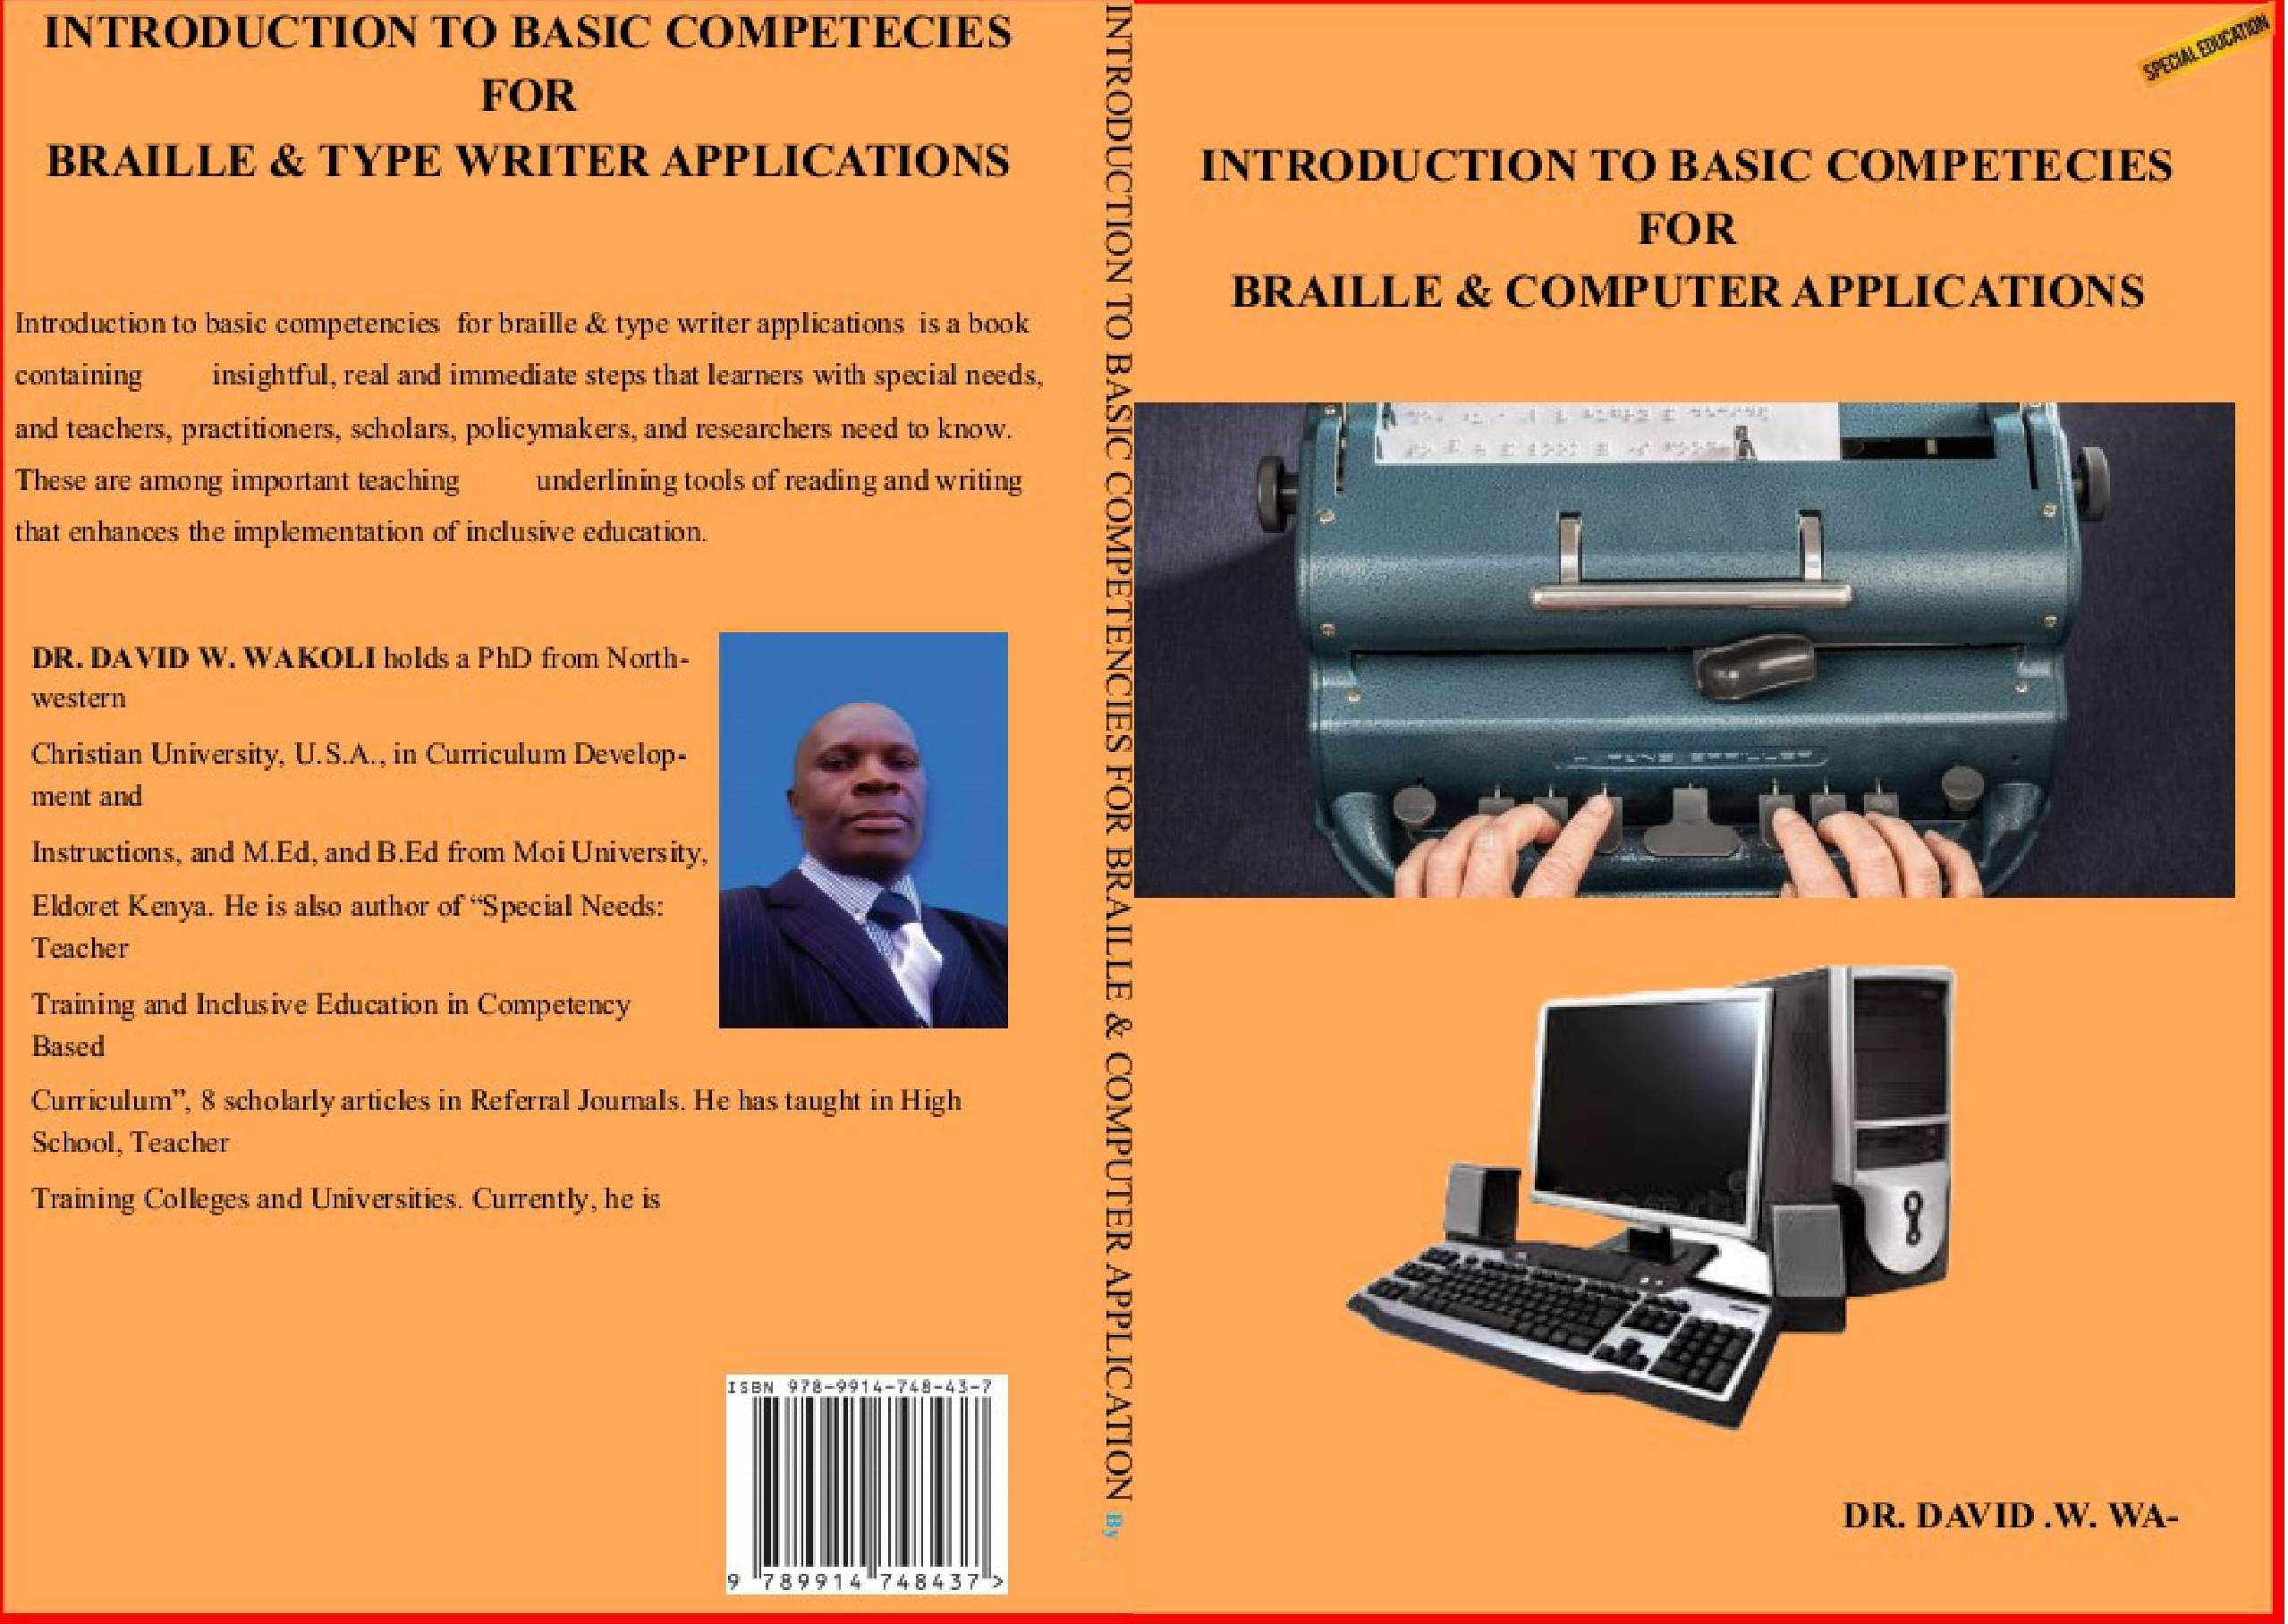 INTRODUCTION TO BASIC COMPETECIES
FOR
BRAILLE & TYPE WRITER APPLICATIONS
Introduction to basic competencies for braille & type writer applications is a book
containing insightful, real and immediate steps that learners with special needs,
and teachers, practitioners, scholars, policymakers, and researchers need to know.
These are among important teaching underlining tools of reading and writing
that enhances the implementation of inclusive education.
DR. DAVID W. WAKOLI holds a PhD from North-
western
Christian University, U.S.A., in Curriculum Develop-
ment and
Instructions, and M.Ed, and B.Ed from Moi University,
Eldoret Kenya. He is also author of “Special Needs:
Teacher
Training and Inclusive Education in Competency
Based
Curriculum”, 8 scholarly articles in Referral Journals. He has taught in High
School, Teacher
Training Colleges and Universities. Currently, he is
ISBN 978-9914-748-43-7
9 789914 748437 >
INTRODUCTION TO BASIC COMPETENCIES FOR BRAILLE & COMPUTER APPLICATION By
SPECIAL EDUCATION
INTRODUCTION TO BASIC COMPETECIES
FOR
BRAILLE & COMPUTER APPLICATIONS
DR. DAVID .W. WA-